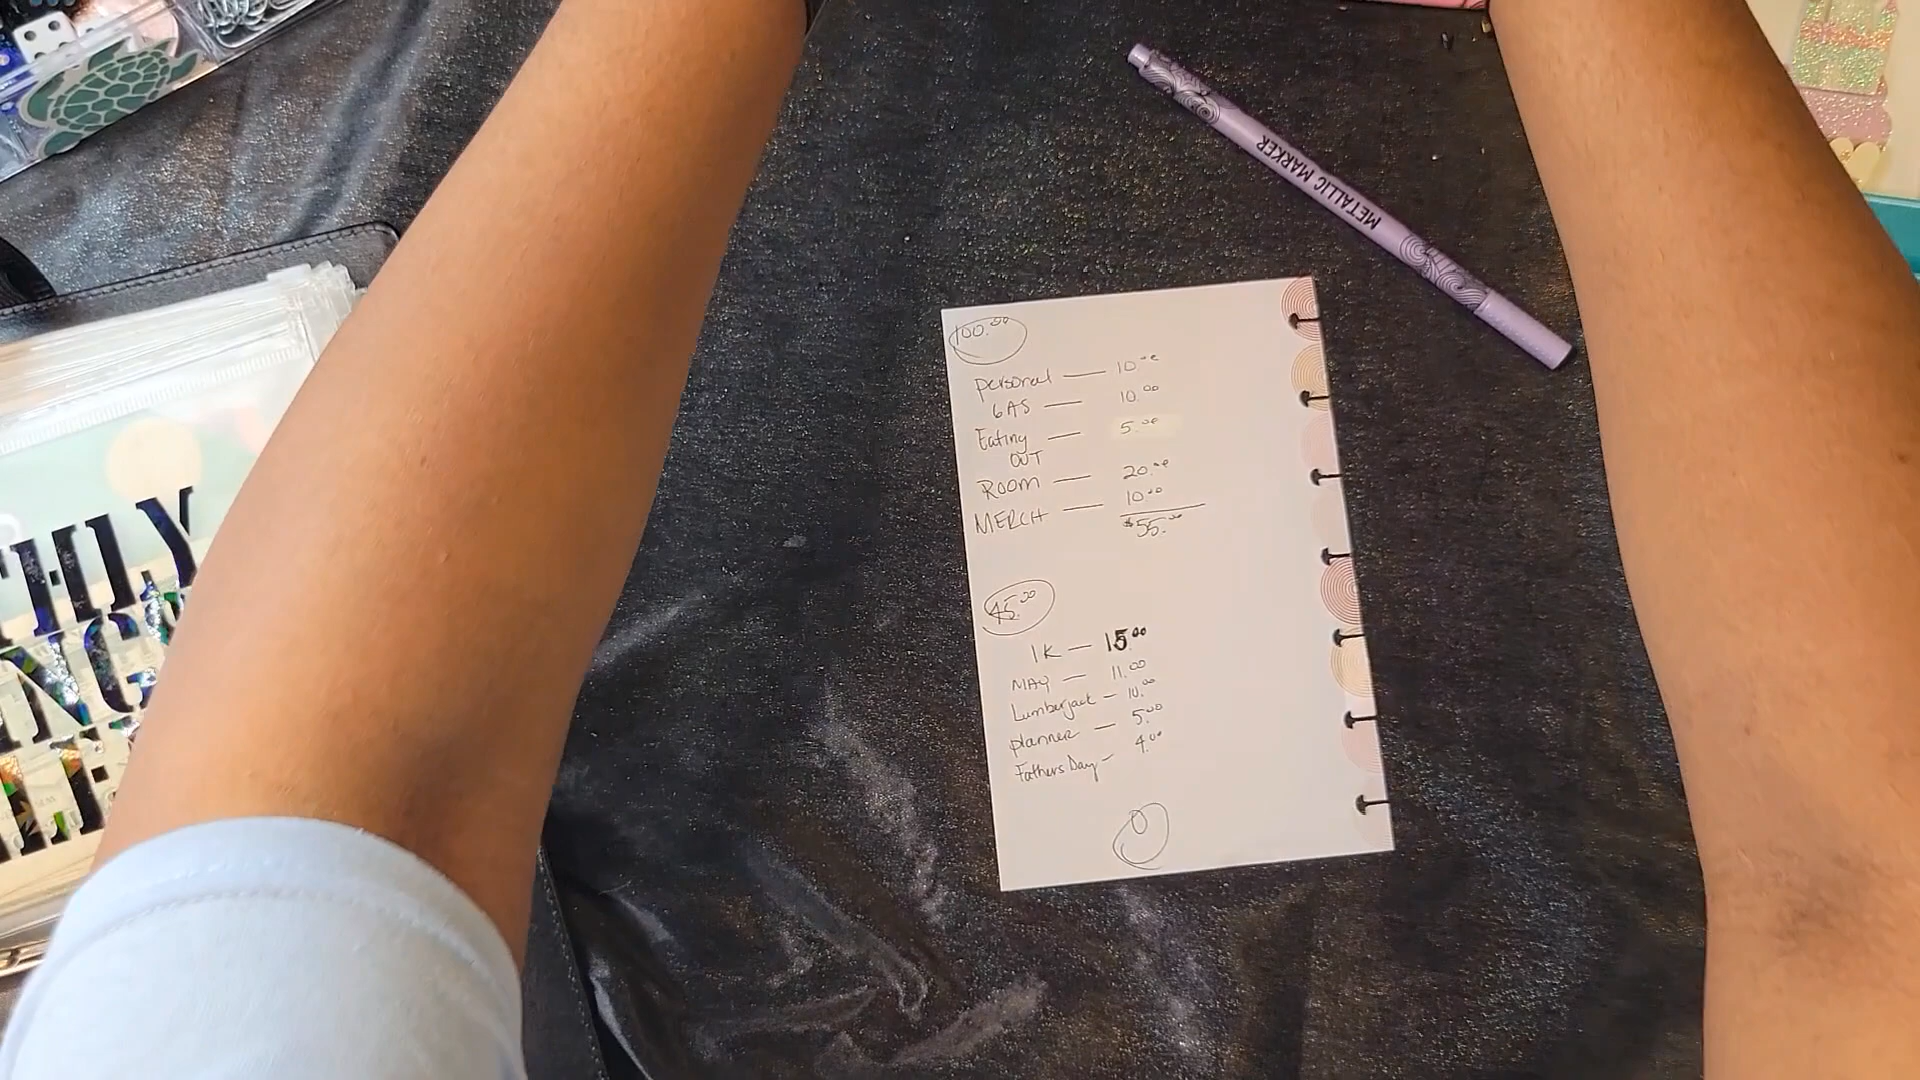 METALLIC MARKER
100.00
personal — 10.00
GAS — 10.00
Eating — 5.00
OUT
ROOM — 20.00
MERCH — 10.00
$55.00
45.00
1K — 15.00
MAY — 11.00
Lumberjack — 10.00
planner — 5.00
Fathers Day — 4.00
0